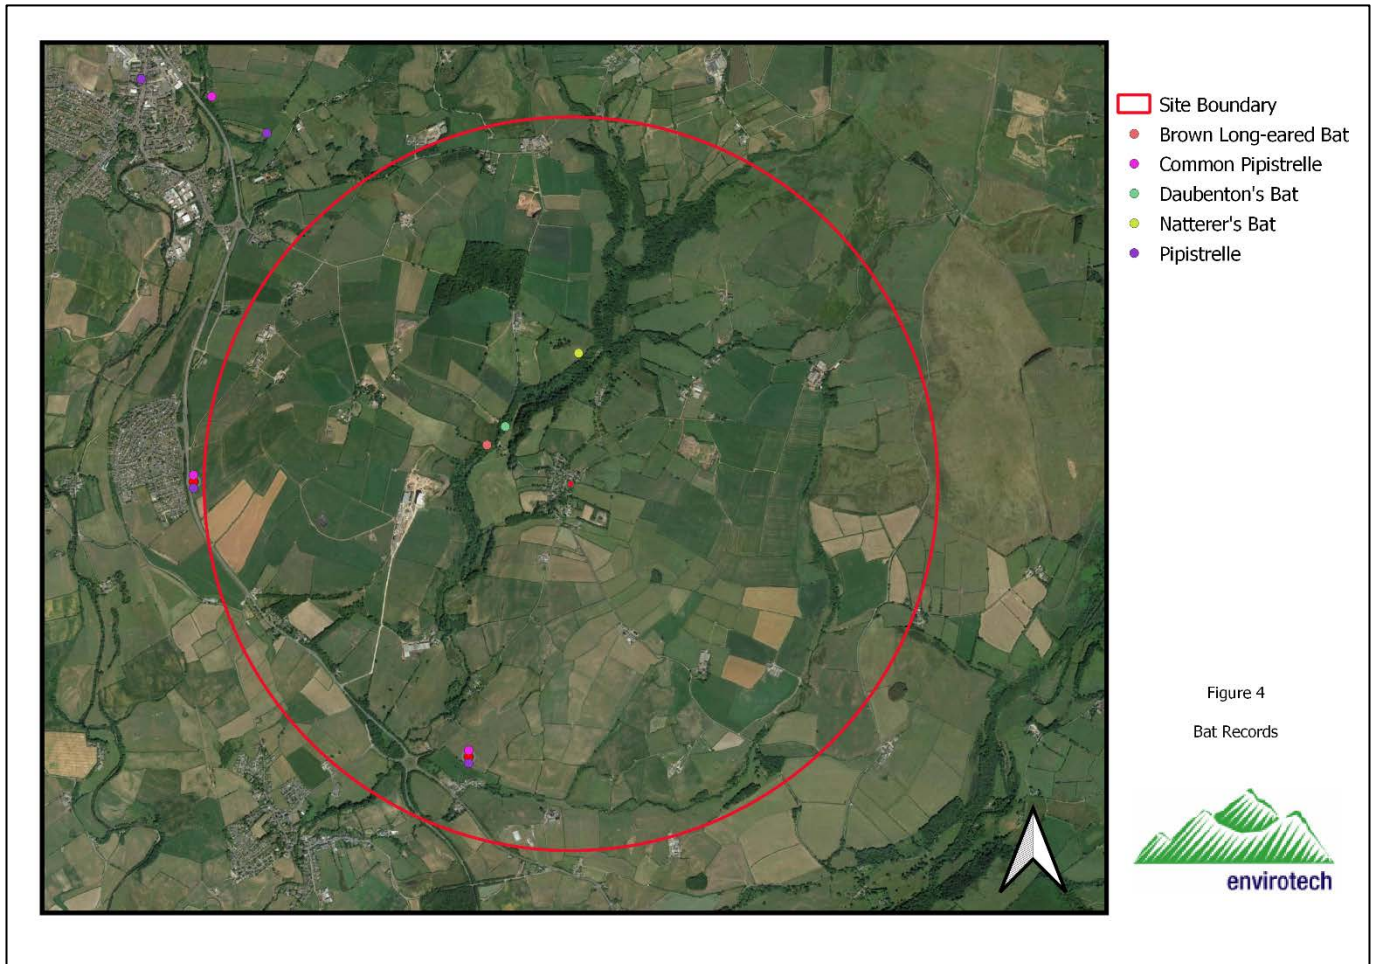 Site Boundary
Brown Long-eared Bat
Common Pipistrelle
Daubenton's Bat
Natterer's Bat
Pipistrelle
Figure 4
Bat Records
envirotech